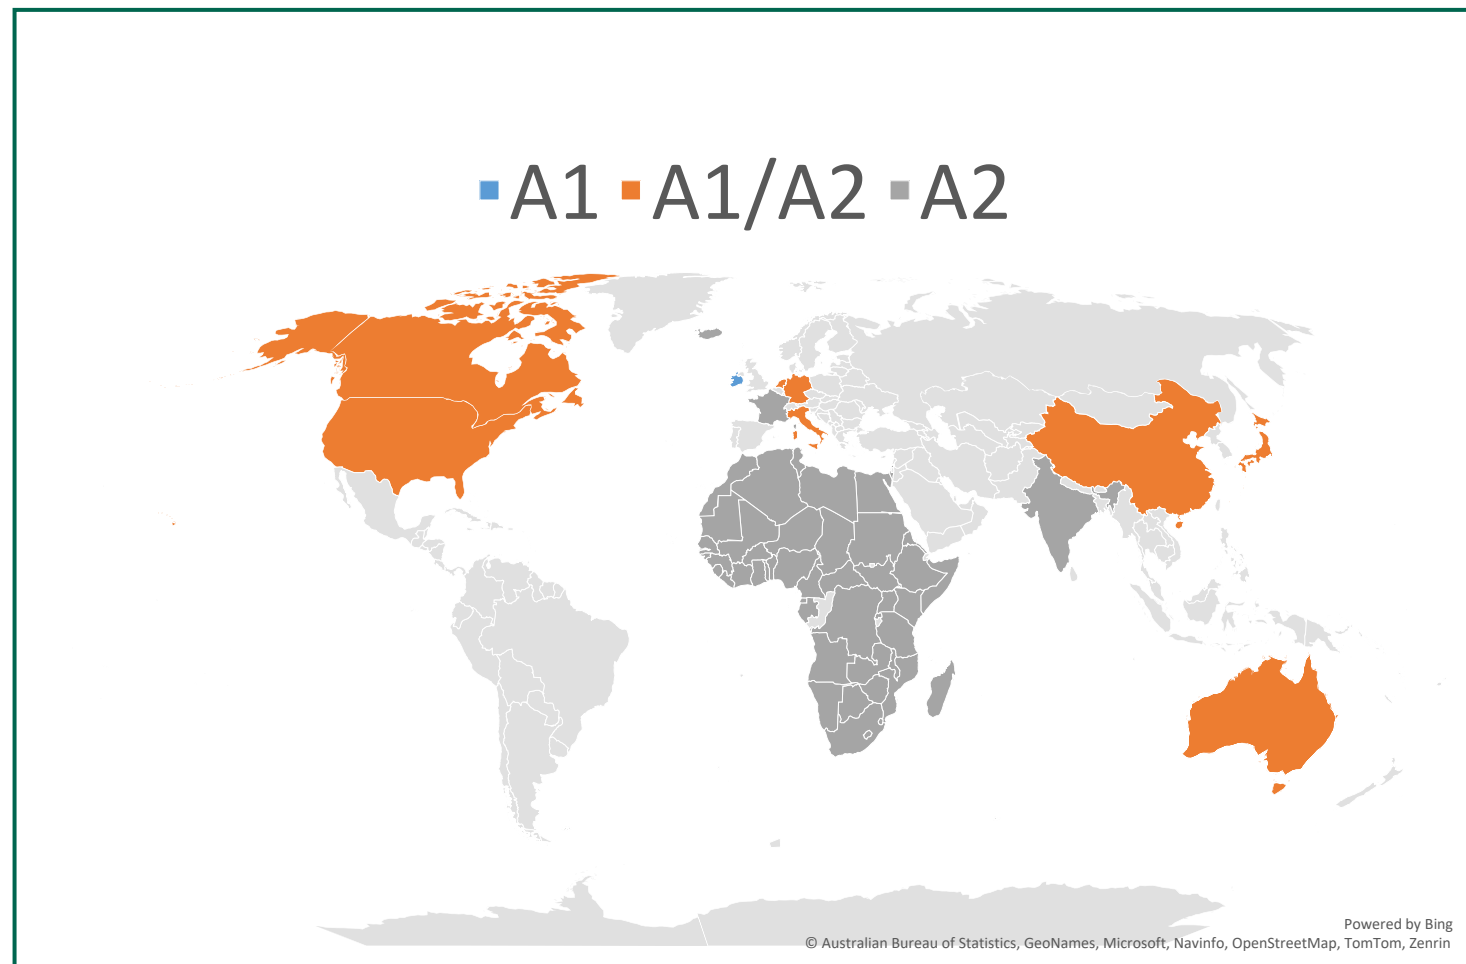 A1 A1/A2 A2
Powered by Bing
© Australian Bureau of Statistics, GeoNames, Microsoft, Navinfo, OpenStreetMap, TomTom, Zenrin